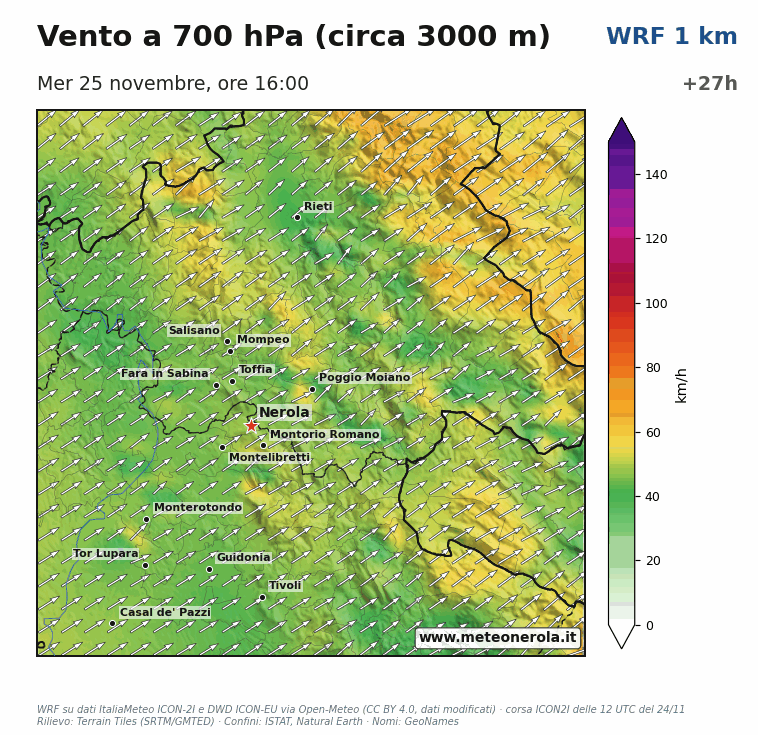 Vento a 700 hPa (circa 3000 m)
WRF 1 km
Mer 25 novembre, ore 16:00
+27h
Rieti
Salisano
Mompeo
Fara in Sabina
Toffia
Poggio Moiano
Nerola
Montorio Romano
Montelibretti
Monterotondo
Tor Lupara
Guidonia
Tivoli
Casal de' Pazzi
www.meteonerola.it
140
120
100
80
60
40
20
0
km/h
WRF su dati ItaliaMeteo ICON-2I e DWD ICON-EU via Open-Meteo (CC BY 4.0, dati modificati) · corsa ICON2I delle 12 UTC del 24/11
Rilievo: Terrain Tiles (SRTM/GMTED) · Confini: ISTAT, Natural Earth · Nomi: GeoNames